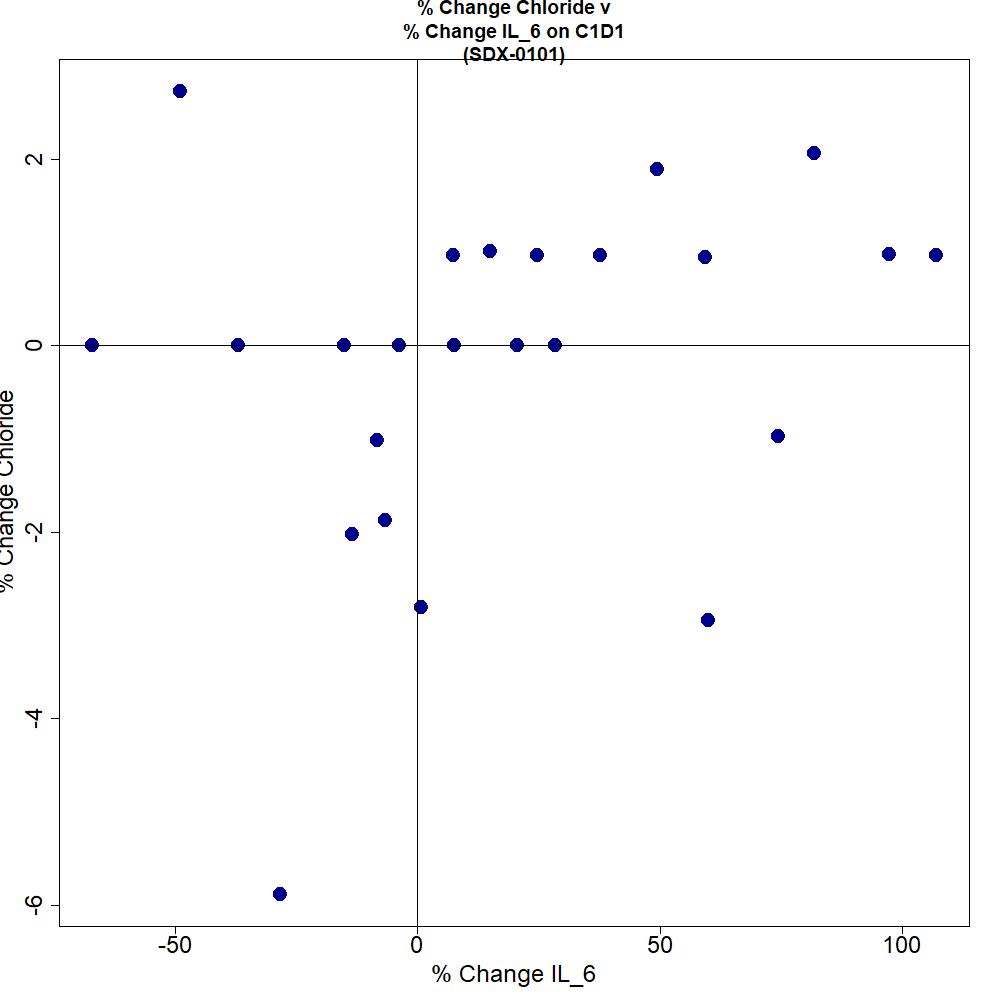 % Change Chloride v
% Change IL_6 on C1D1
(SDX-0101)
% Change Chloride
2
0
-2
-4
-6
-50
0
50
100
% Change IL_6